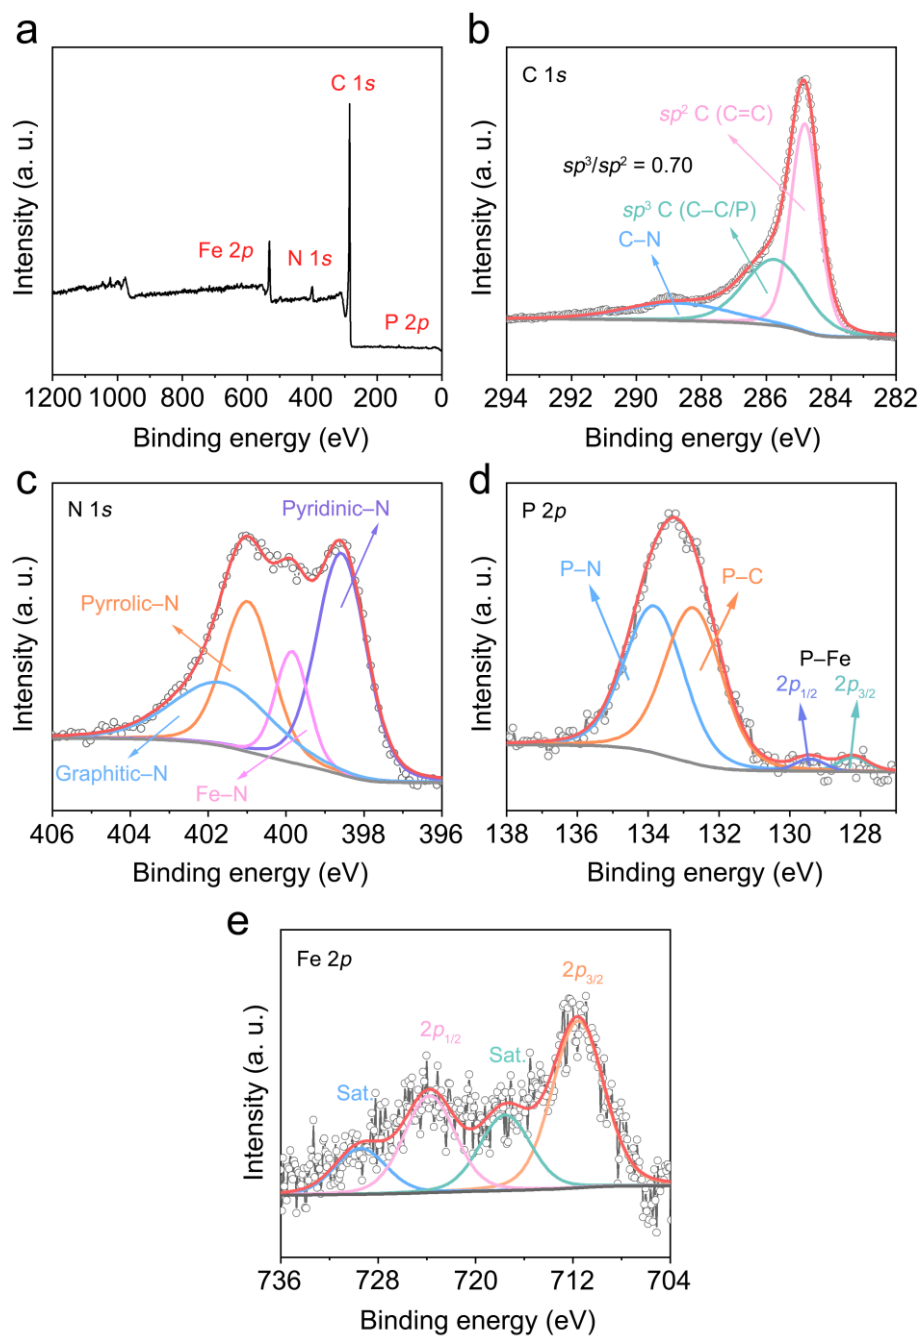 a
C 1s
Fe 2p
N 1s
P 2p
Intensity (a. u.)
1200 1000 800 600 400 200 0
Binding energy (eV)
b
C 1s
sp² C (C=C)
sp³/sp² = 0.70
sp³ C (C–C/P)
C–N
Intensity (a. u.)
294 292 290 288 286 284 282
Binding energy (eV)
c
N 1s
Pyridinic–N
Pyrrolic–N
Graphitic–N
Fe–N
Intensity (a. u.)
406 404 402 400 398 396
Binding energy (eV)
d
P 2p
P–N
P–C
P–Fe
2p1/2 2p3/2
Intensity (a. u.)
138 136 134 132 130 128
Binding energy (eV)
e
Fe 2p
2p3/2
2p1/2
Sat.
Sat.
Intensity (a. u.)
736 728 720 712 704
Binding energy (eV)